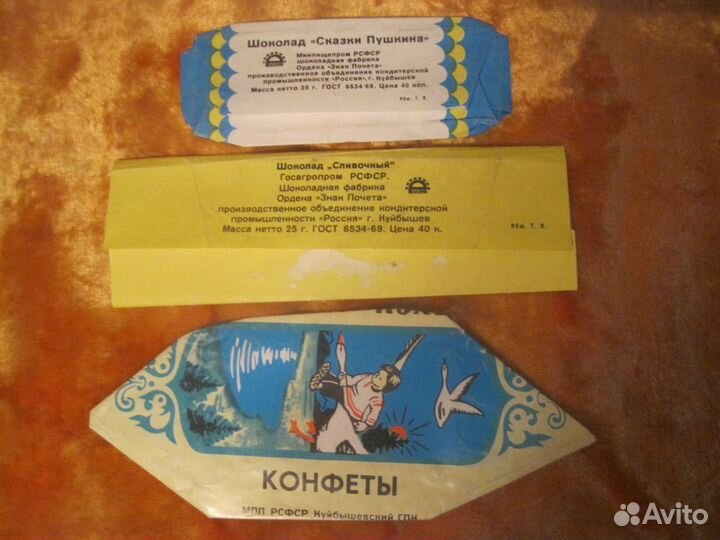 Шоколад «Сказки Пушкина»
Минпищепром РСФСР
Шоколадная фабрика
Ордена «Знак Почета»
производственное объединение кондитерской
промышленности «Россия», г. Куйбышев
Масса нетто 25 г. ГОСТ 6534-69. Цена 40 коп.
Шоколад „Сливочный"
Госагропром РСФСР.
Шоколадная фабрика
Ордена «Знак Почета»
производственное объединение кондитерской
промышленности «Россия» г. Куйбышев
Масса нетто 25 г. ГОСТ 6534-69. Цена 40 к.
КОНФЕТЫ
МПП РСФСР Куйбышевский ГПК
Avito